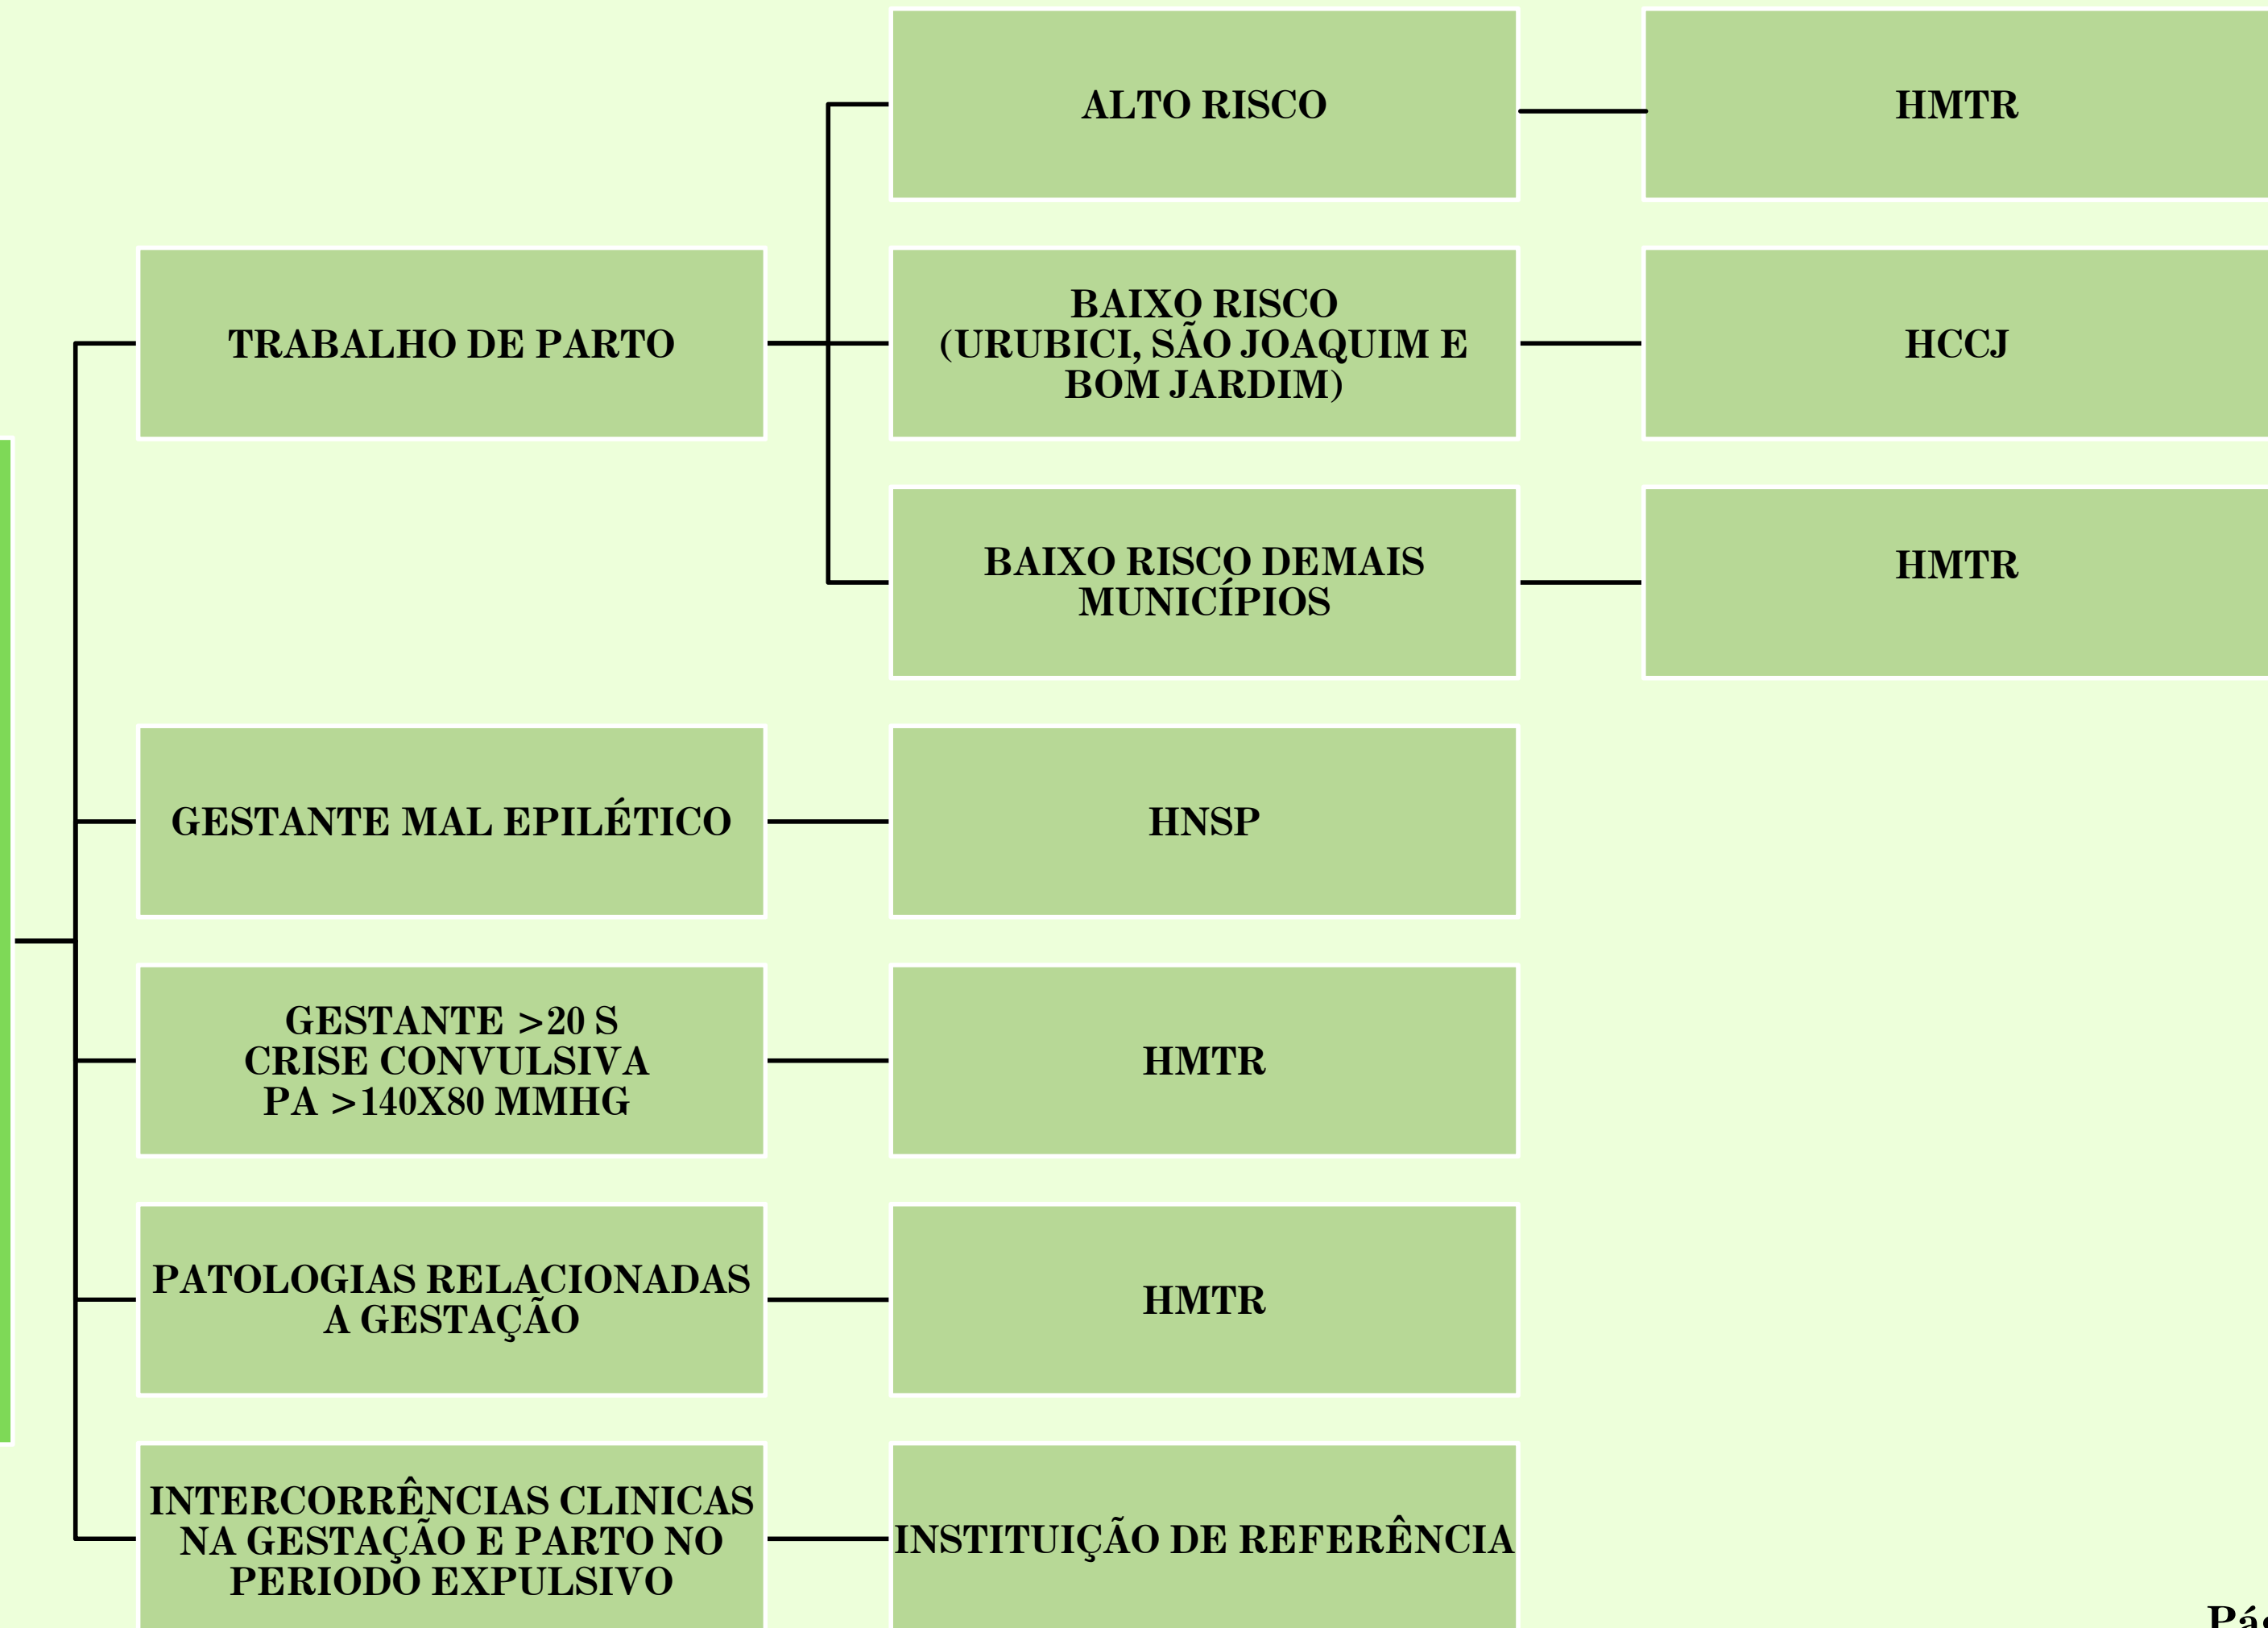 ALTO RISCO
HMTR
TRABALHO DE PARTO
BAIXO RISCO
(URUBICI, SÃO JOAQUIM E
BOM JARDIM)
HCCJ
BAIXO RISCO DEMAIS
MUNICÍPIOS
HMTR
GESTANTE MAL EPILÉTICO
HNSP
GESTANTE >20 S
CRISE CONVULSIVA
PA >140X80 MMHG
HMTR
PATOLOGIAS RELACIONADAS
A GESTAÇÃO
HMTR
INTERCORRÊNCIAS CLINICAS
NA GESTAÇÃO E PARTO NO
PERIODO EXPULSIVO
INSTITUIÇÃO DE REFERÊNCIA